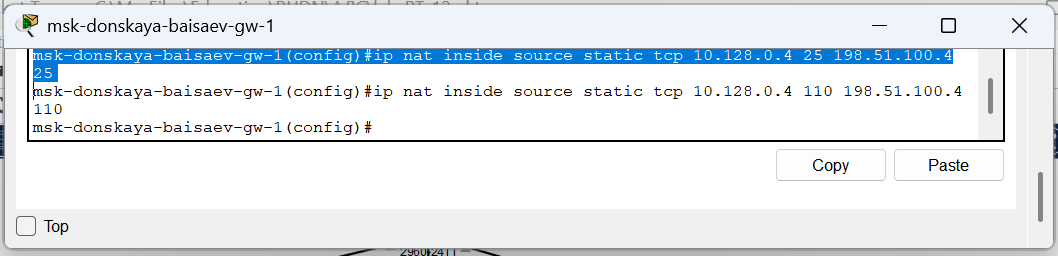 msk-donskaya-baisaev-gw-1
msk-donskaya-baisaev-gw-1(config)#ip nat inside source static tcp 10.128.0.4 25 198.51.100.4
25
msk-donskaya-baisaev-gw-1(config)#ip nat inside source static tcp 10.128.0.4 110 198.51.100.4
110
msk-donskaya-baisaev-gw-1(config)#
Copy
Paste
Top